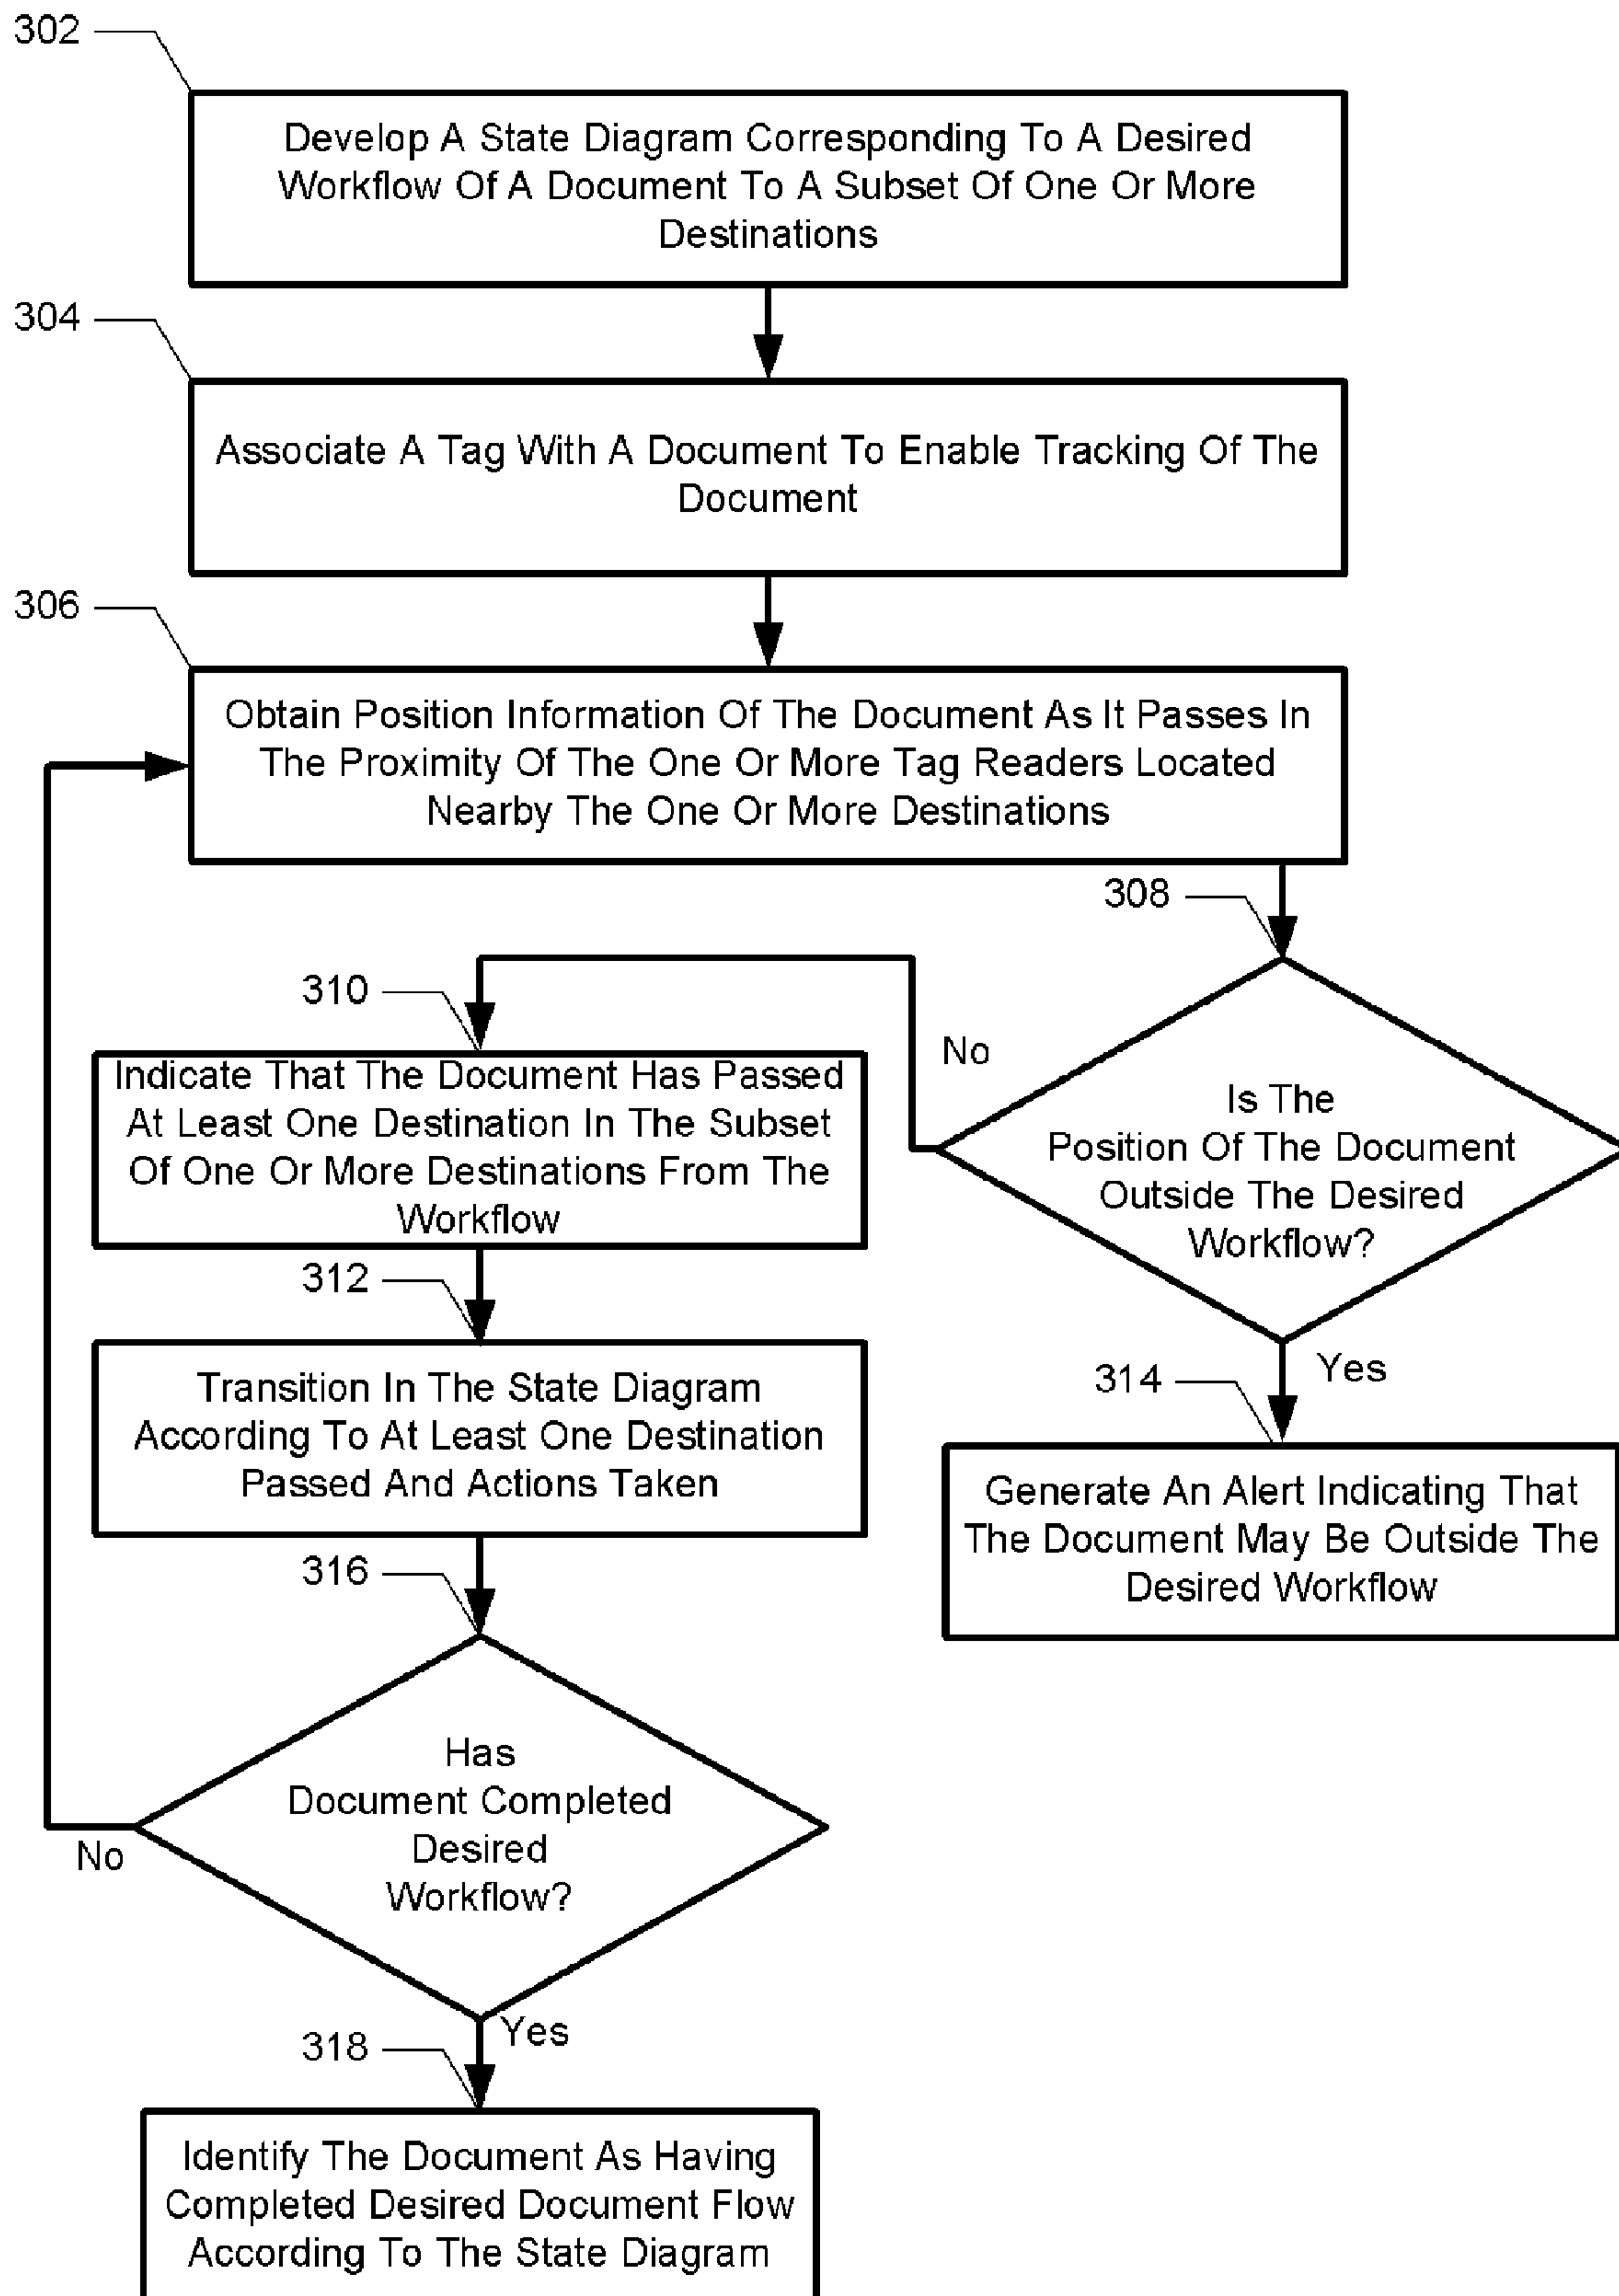 302
Develop A State Diagram Corresponding To A Desired
Workflow Of A Document To A Subset Of One Or More
Destinations
304
Associate A Tag With A Document To Enable Tracking Of The
Document
306
Obtain Position Information Of The Document As It Passes In
The Proximity Of The One Or More Tag Readers Located
Nearby The One Or More Destinations
308
Is The
Position Of The Document
Outside The Desired
Workflow?
No
310
Indicate That The Document Has Passed
At Least One Destination In The Subset
Of One Or More Destinations From The
Workflow
312
Transition In The State Diagram
According To At Least One Destination
Passed And Actions Taken
Yes
314
Generate An Alert Indicating That
The Document May Be Outside The
Desired Workflow
316
Has
Document Completed
Desired
Workflow?
No
Yes
318
Identify The Document As Having
Completed Desired Document Flow
According To The State Diagram